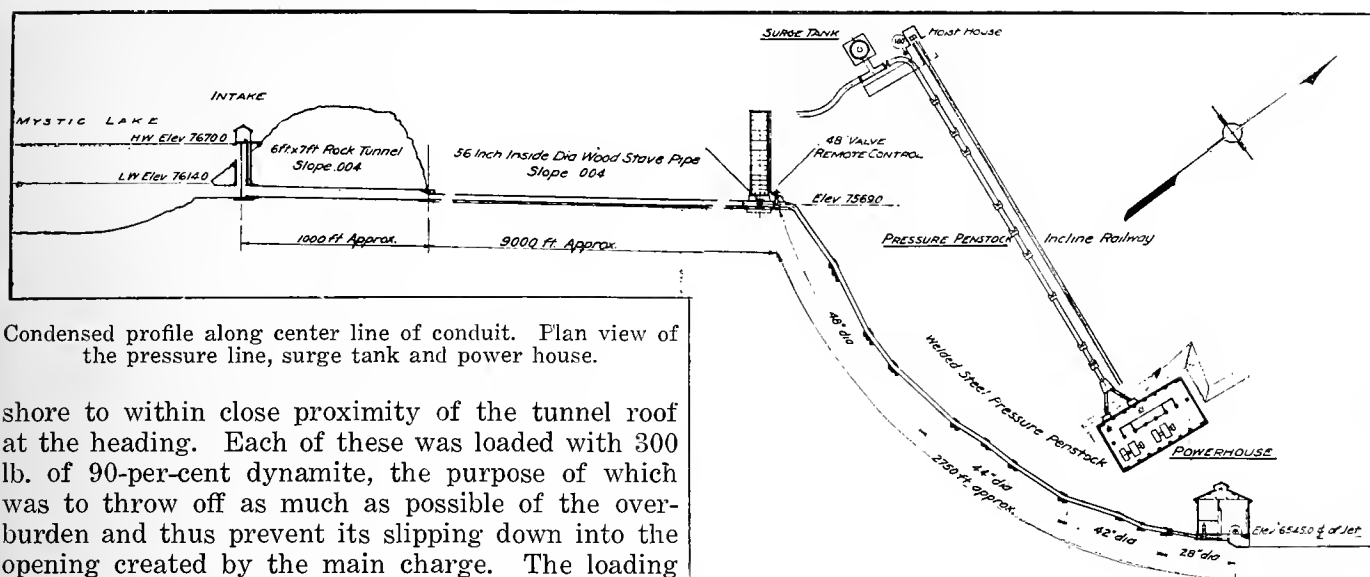 SURGE TANK
Hoist House
INTAKE
MYSTIC LAKE
HW. Elev 7670.0
6ft x 7ft Rock Tunnel
Slope .004
56 Inch Inside Dia Wood Stave Pipe
Slope .004
48" VALVE
REMOTE CONTROL
LW Elev 7614.0
Elev 7569.0
1000 ft Approx.
9000 ft. Approx.
PRESSURE PENSTOCK
Incline Railway
48" dia
Welded Steel Pressure Penstock
2750 ft. approx.
44" dia
42" dia
28" dia
POWERHOUSE
Elev 6545.0 ℄ of Jet
Condensed profile along center line of conduit. Plan view of
the pressure line, surge tank and power house.
shore to within close proximity of the tunnel roof
at the heading. Each of these was loaded with 300
lb. of 90-per-cent dynamite, the purpose of which
was to throw off as much as possible of the over-
burden and thus prevent its slipping down into the
opening created by the main charge. The loading